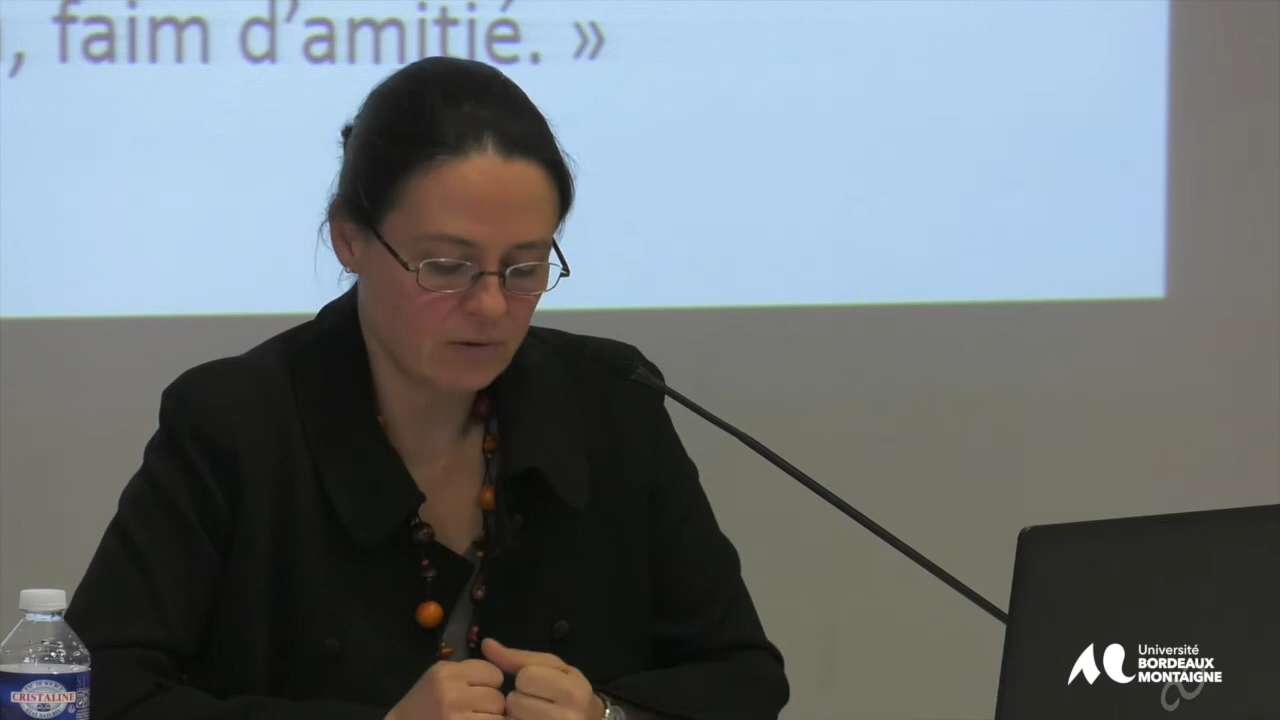 , faim d’amitié. »
CRISTALINE
Université
BORDEAUX
MONTAIGNE